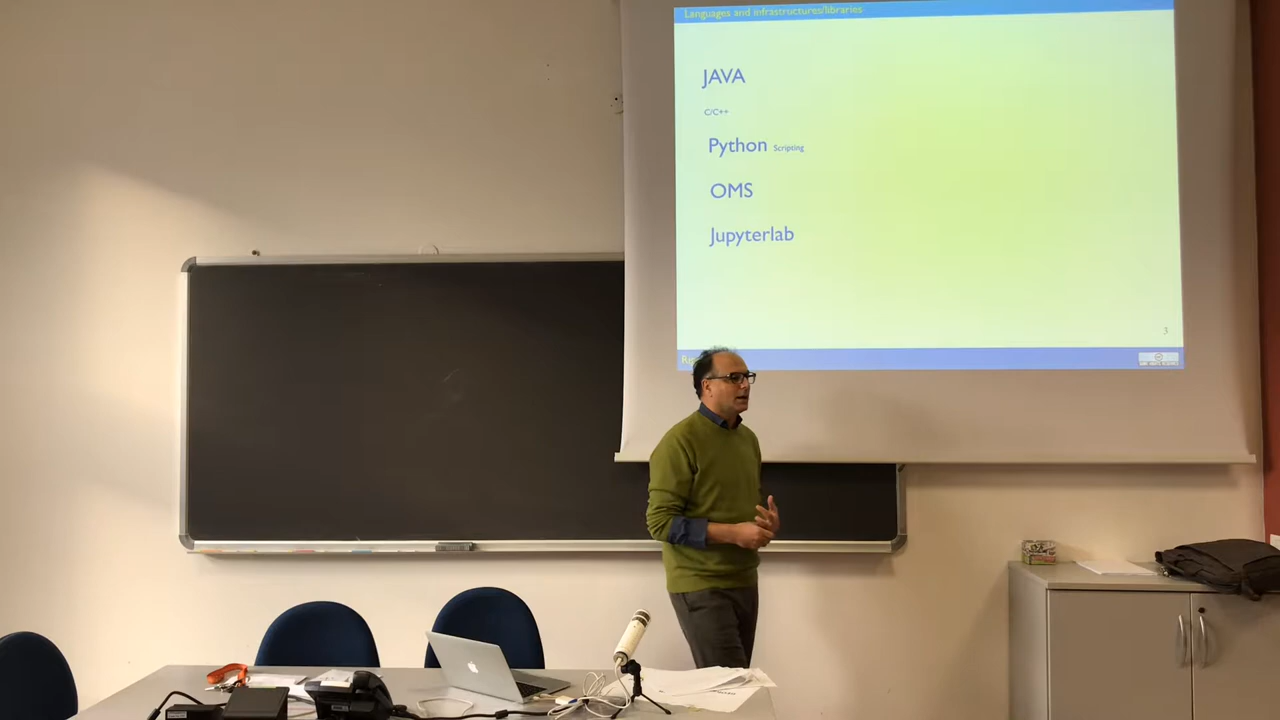 Languages and infrastructures/libraries
JAVA
C/C++
Python Scripting
OMS
Jupyterlab
3